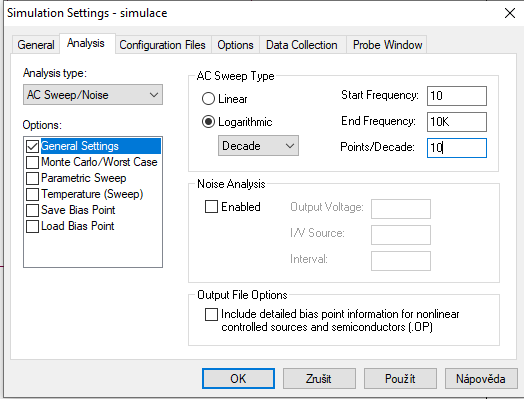 Simulation Settings - simulace
General Analysis Configuration Files Options Data Collection Probe Window
Analysis type:
AC Sweep/Noise
Options:
General Settings
Monte Carlo/Worst Case
Parametric Sweep
Temperature (Sweep)
Save Bias Point
Load Bias Point
AC Sweep Type
Linear
Logarithmic
Decade
Start Frequency: 10
End Frequency: 10K
Points/Decade: 10
Noise Analysis
Enabled
Output Voltage:
I/V Source:
Interval:
Output File Options
Include detailed bias point information for nonlinear
controlled sources and semiconductors (.OP)
OK Zrušit Použít Nápověda